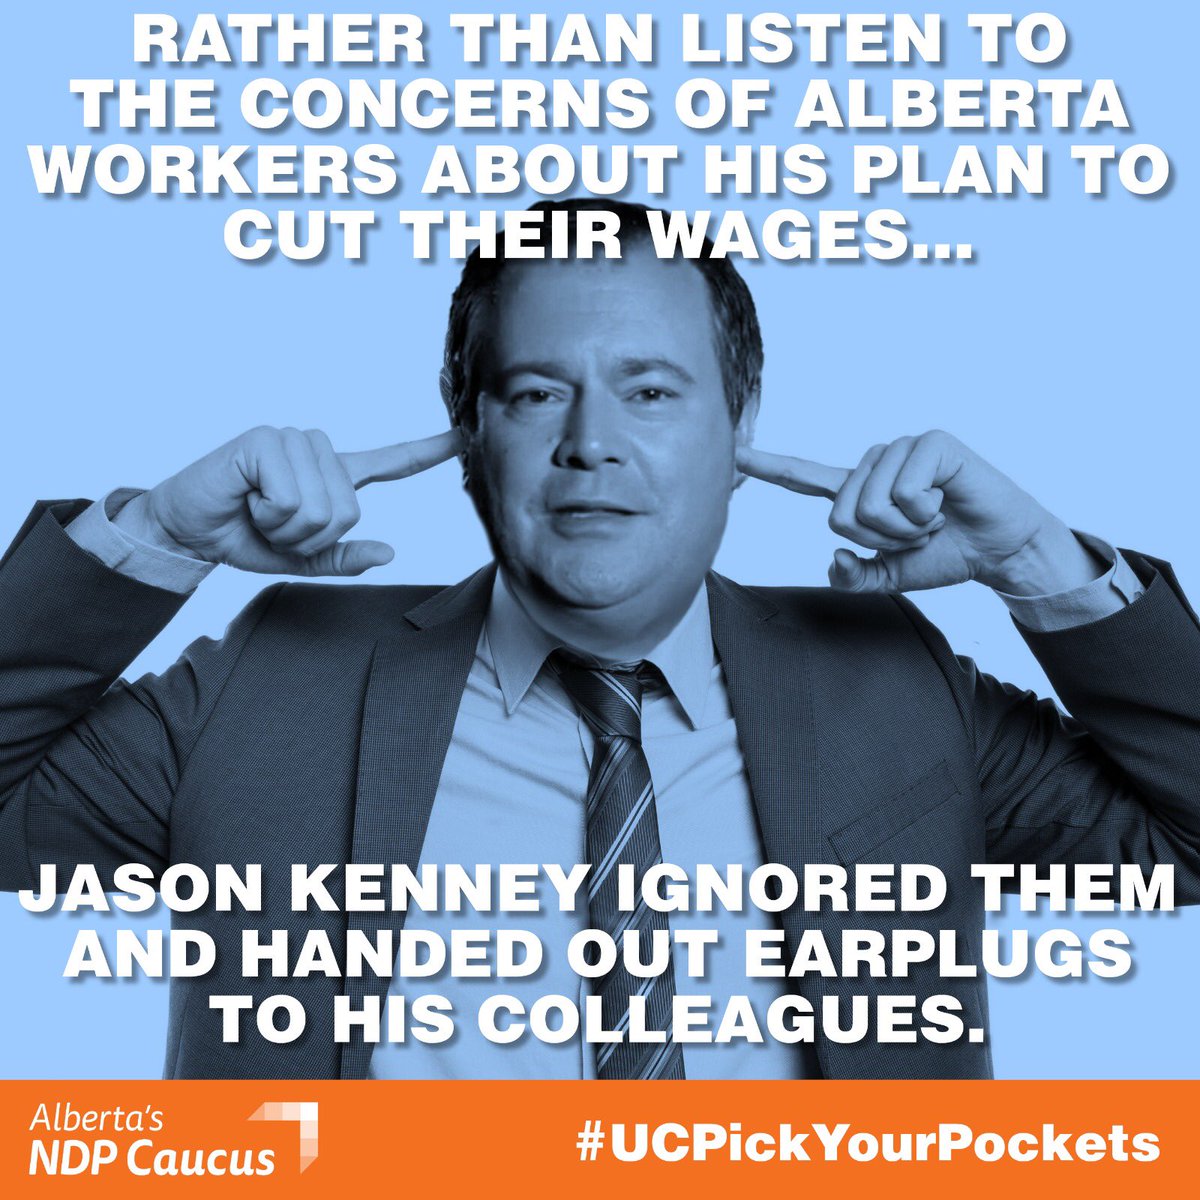 RATHER THAN LISTEN TO
THE CONCERNS OF ALBERTA
WORKERS ABOUT HIS PLAN TO
CUT THEIR WAGES...
JASON KENNEY IGNORED THEM
AND HANDED OUT EARPLUGS
TO HIS COLLEAGUES.
Alberta's
NDP Caucus
#UCPickYourPockets